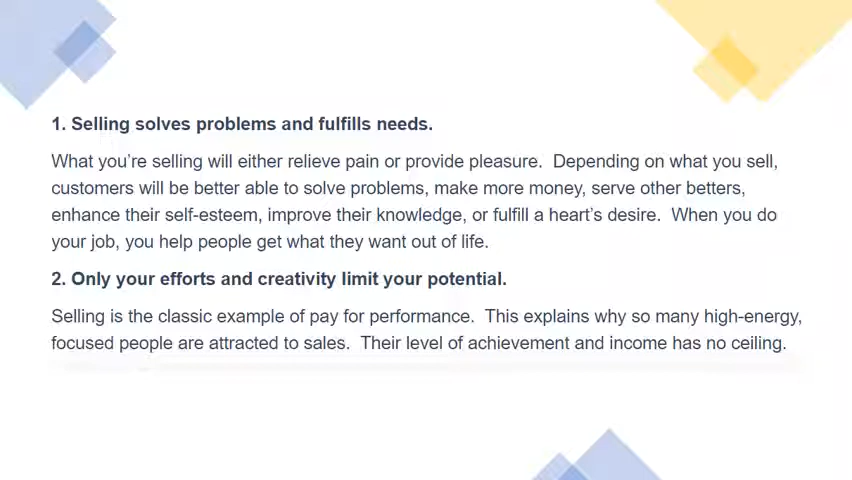 1. Selling solves problems and fulfills needs.
What you’re selling will either relieve pain or provide pleasure.  Depending on what you sell,
customers will be better able to solve problems, make more money, serve other betters,
enhance their self-esteem, improve their knowledge, or fulfill a heart’s desire.  When you do
your job, you help people get what they want out of life.
2. Only your efforts and creativity limit your potential.
Selling is the classic example of pay for performance.  This explains why so many high-energy,
focused people are attracted to sales.  Their level of achievement and income has no ceiling.